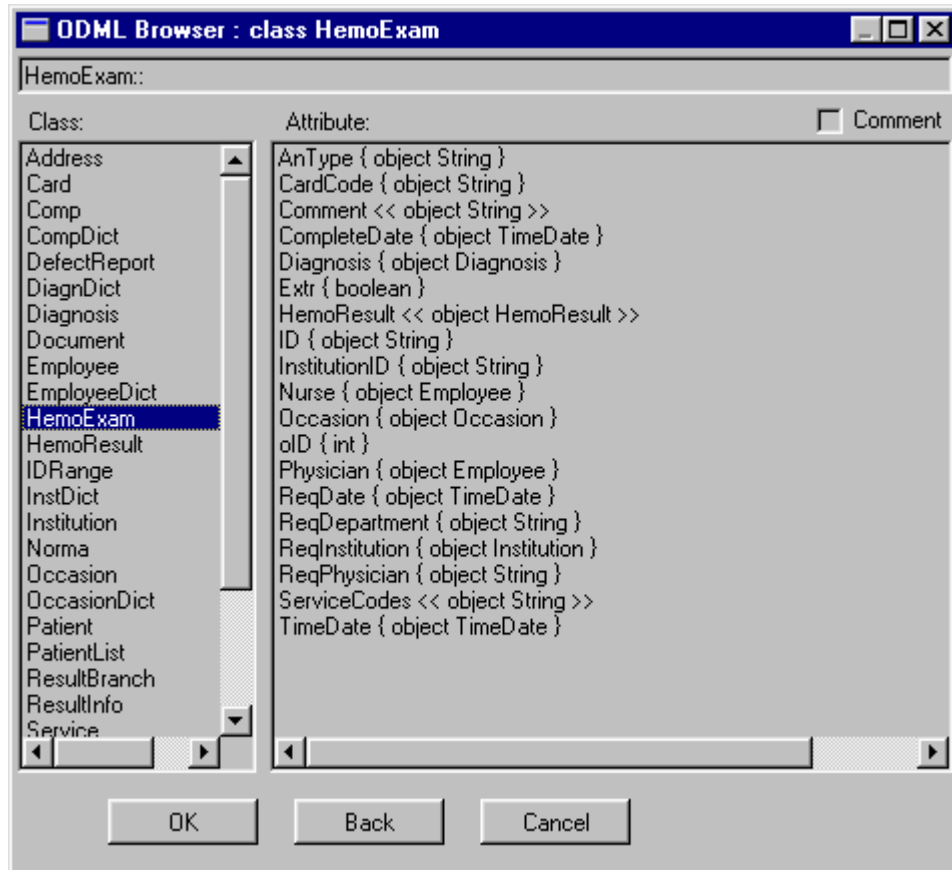 ODML Browser : class HemoExam
HemoExam::
Class:
Attribute:
Comment
Address
Card
Comp
CompDict
DefectReport
DiagnDict
Diagnosis
Document
Employee
EmployeeDict
HemoExam
HemoResult
IDRange
InstDict
Institution
Norma
Occasion
OccasionDict
Patient
PatientList
ResultBranch
ResultInfo
Service
AnType { object String }
CardCode { object String }
Comment << object String >>
CompleteDate { object TimeDate }
Diagnosis { object Diagnosis }
Extr { boolean }
HemoResult << object HemoResult >>
ID { object String }
InstitutionID { object String }
Nurse { object Employee }
Occasion { object Occasion }
oID { int }
Physician { object Employee }
ReqDate { object TimeDate }
ReqDepartment { object String }
ReqInstitution { object Institution }
ReqPhysician { object String }
ServiceCodes << object String >>
TimeDate { object TimeDate }
OK
Back
Cancel